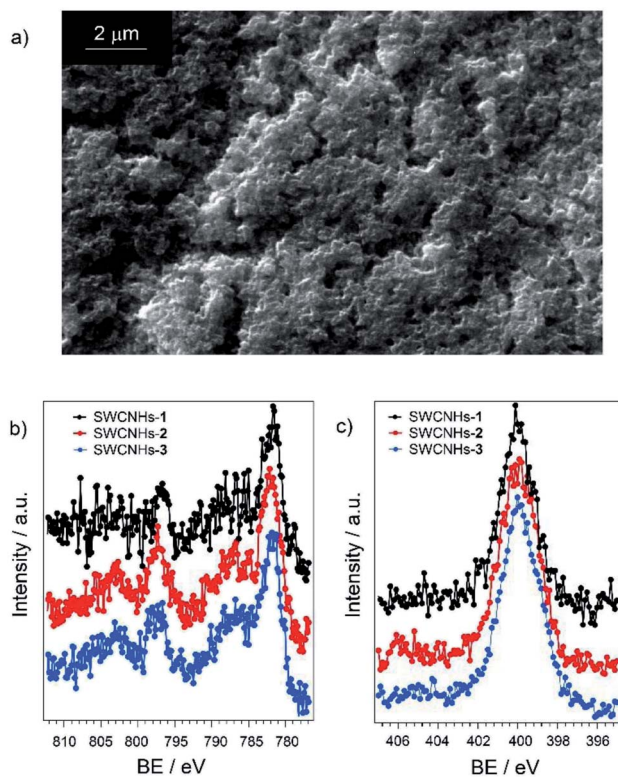 a)
2 μm
b)
SWCNHs-1
SWCNHs-2
SWCNHs-3
Intensity / a.u.
810 805 800 795 790 785 780
BE / eV
c)
SWCNHs-1
SWCNHs-2
SWCNHs-3
Intensity / a.u.
406 404 402 400 398 396
BE / eV